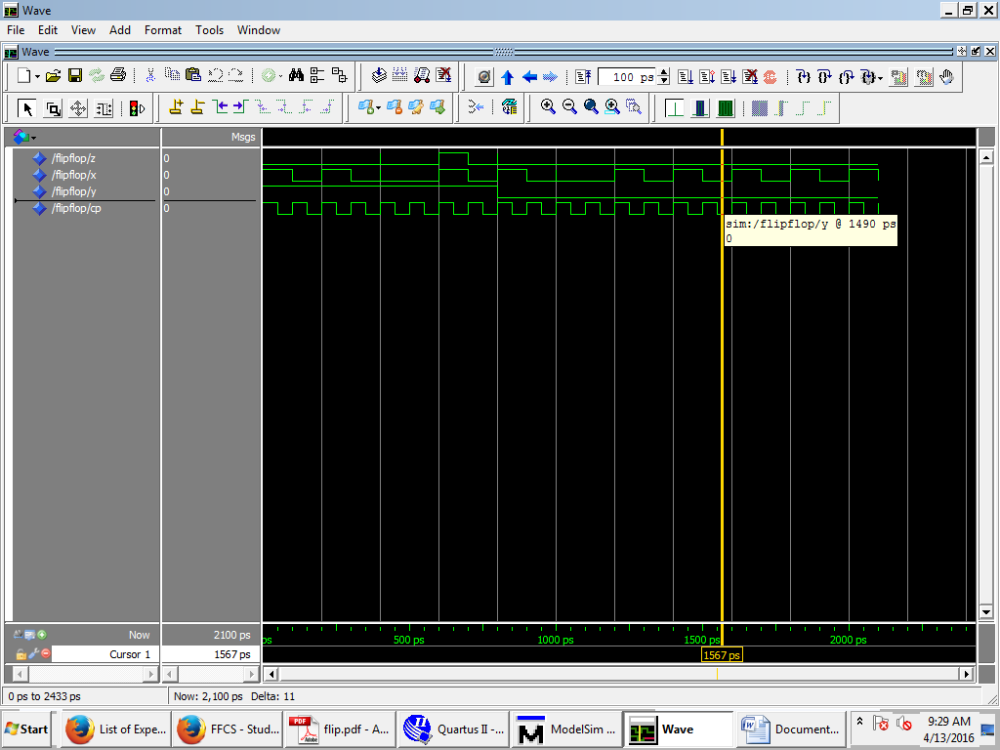 Wave
File Edit View Add Format Tools Window
Wave
100 ps
Msgs
/flipflop/z 0
/flipflop/x 0
/flipflop/y 0
/flipflop/cp 0
sim:/flipflop/y @ 1490 ps
0
Now 2100 ps ps 500 ps 1000 ps 1500 ps 2000 ps
Cursor 1 1567 ps 1567 ps
0 ps to 2433 ps Now: 2,100 ps Delta: 11
Start List of Expe... FFCS - Stud... flip.pdf - A... Quartus II -... ModelSim ... Wave Document... 9:29 AM
4/13/2016